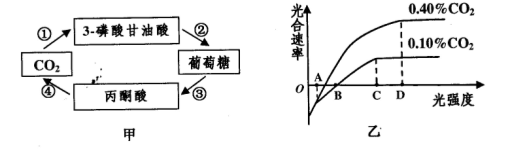 ① 3-磷酸甘油酸 ②
CO₂ 葡萄糖
④ 丙酮酸 ③
甲
光合速率
0.40%CO₂
0.10%CO₂
O A B C D
光强度
乙